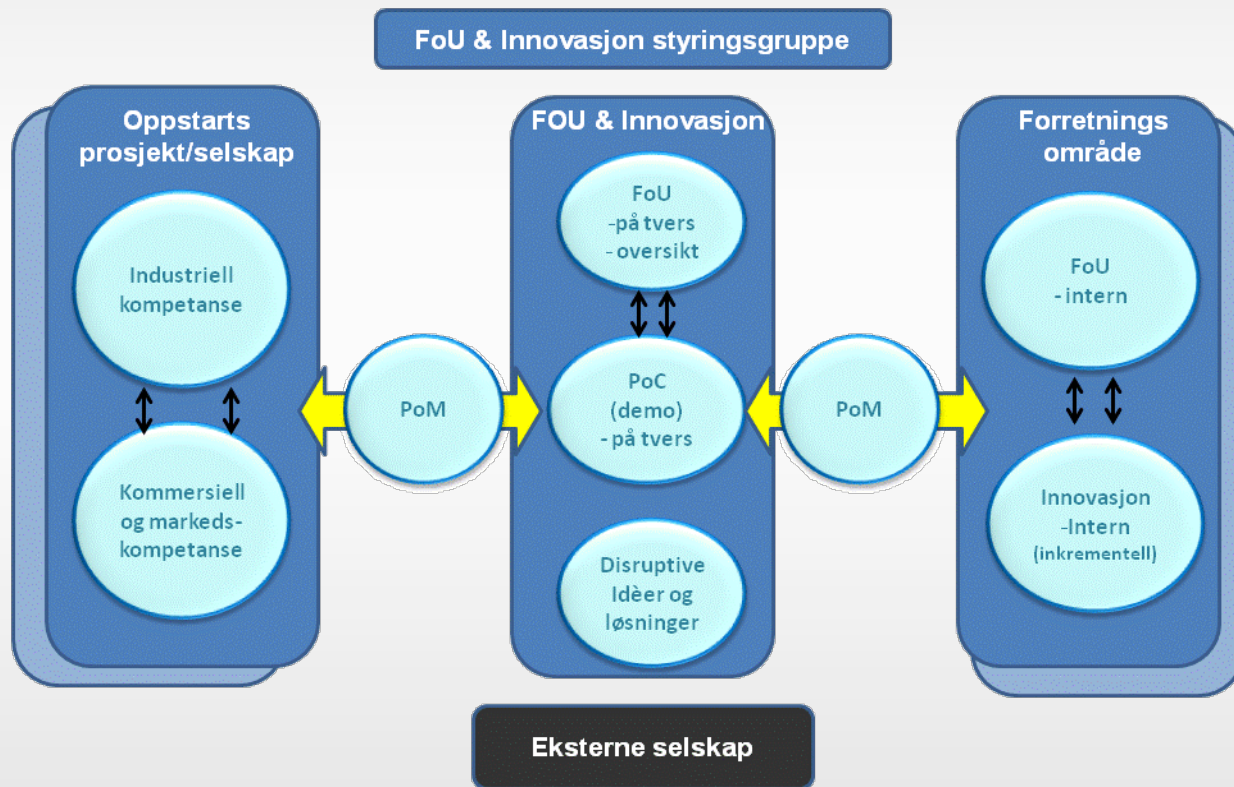 FoU & Innovasjon styringsgruppe
Oppstarts
prosjekt/selskap
Industriell
kompetanse
Kommersiell
og markeds-
kompetanse
PoM
FOU & Innovasjon
FoU
-på tvers
- oversikt
PoC
(demo)
- på tvers
Disruptive
Idèer og
løsninger
PoM
Forretnings
område
FoU
- intern
Innovasjon
-Intern
(inkrementell)
Eksterne selskap